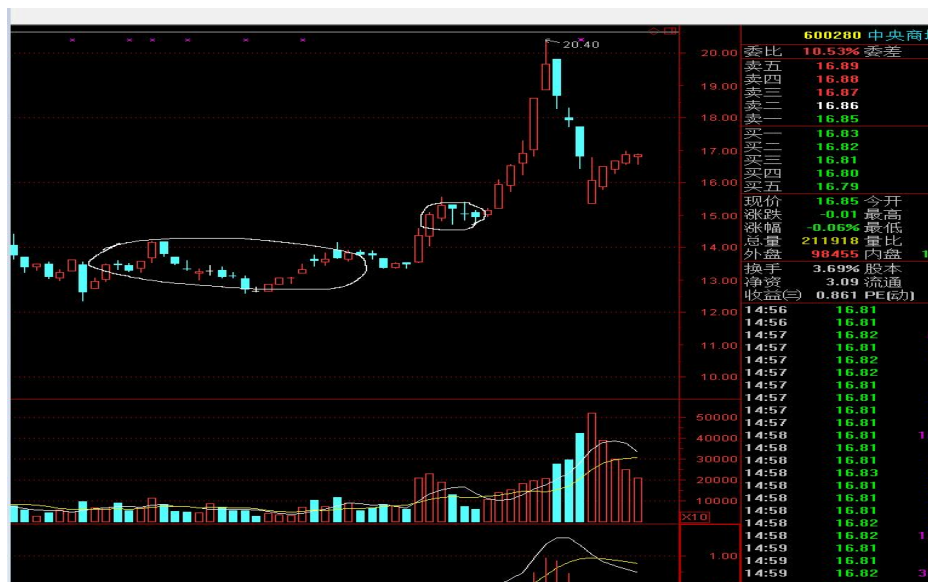 600280 中央商场
20.40
20.00
19.00
18.00
17.00
16.00
15.00
14.00
13.00
12.00
11.00
10.00
50000
40000
30000
20000
10000
X10
1.00
委比 10.53% 委差
卖五 16.89
卖四 16.88
卖三 16.87
卖二 16.86
卖一 16.85
买一 16.83
买二 16.82
买三 16.81
买四 16.80
买五 16.79
现价 16.85 今开
涨跌 -0.01 最高
涨幅 -0.06% 最低
总量 211918 量比
外盘 98455 内盘 1
换手 3.69% 股本
净资 3.09 流通
收益(三) 0.861 PE(动)
14:56 16.81
14:56 16.81
14:57 16.82
14:57 16.81
14:57 16.82
14:57 16.82
14:57 16.81
14:57 16.81
14:57 16.81
14:57 16.81
14:58 16.81 1
14:58 16.81
14:58 16.81
14:58 16.83
14:58 16.81
14:58 16.81
14:58 16.81
14:58 16.82
14:58 16.82 1
14:59 16.81
14:59 16.81
14:59 16.82 3